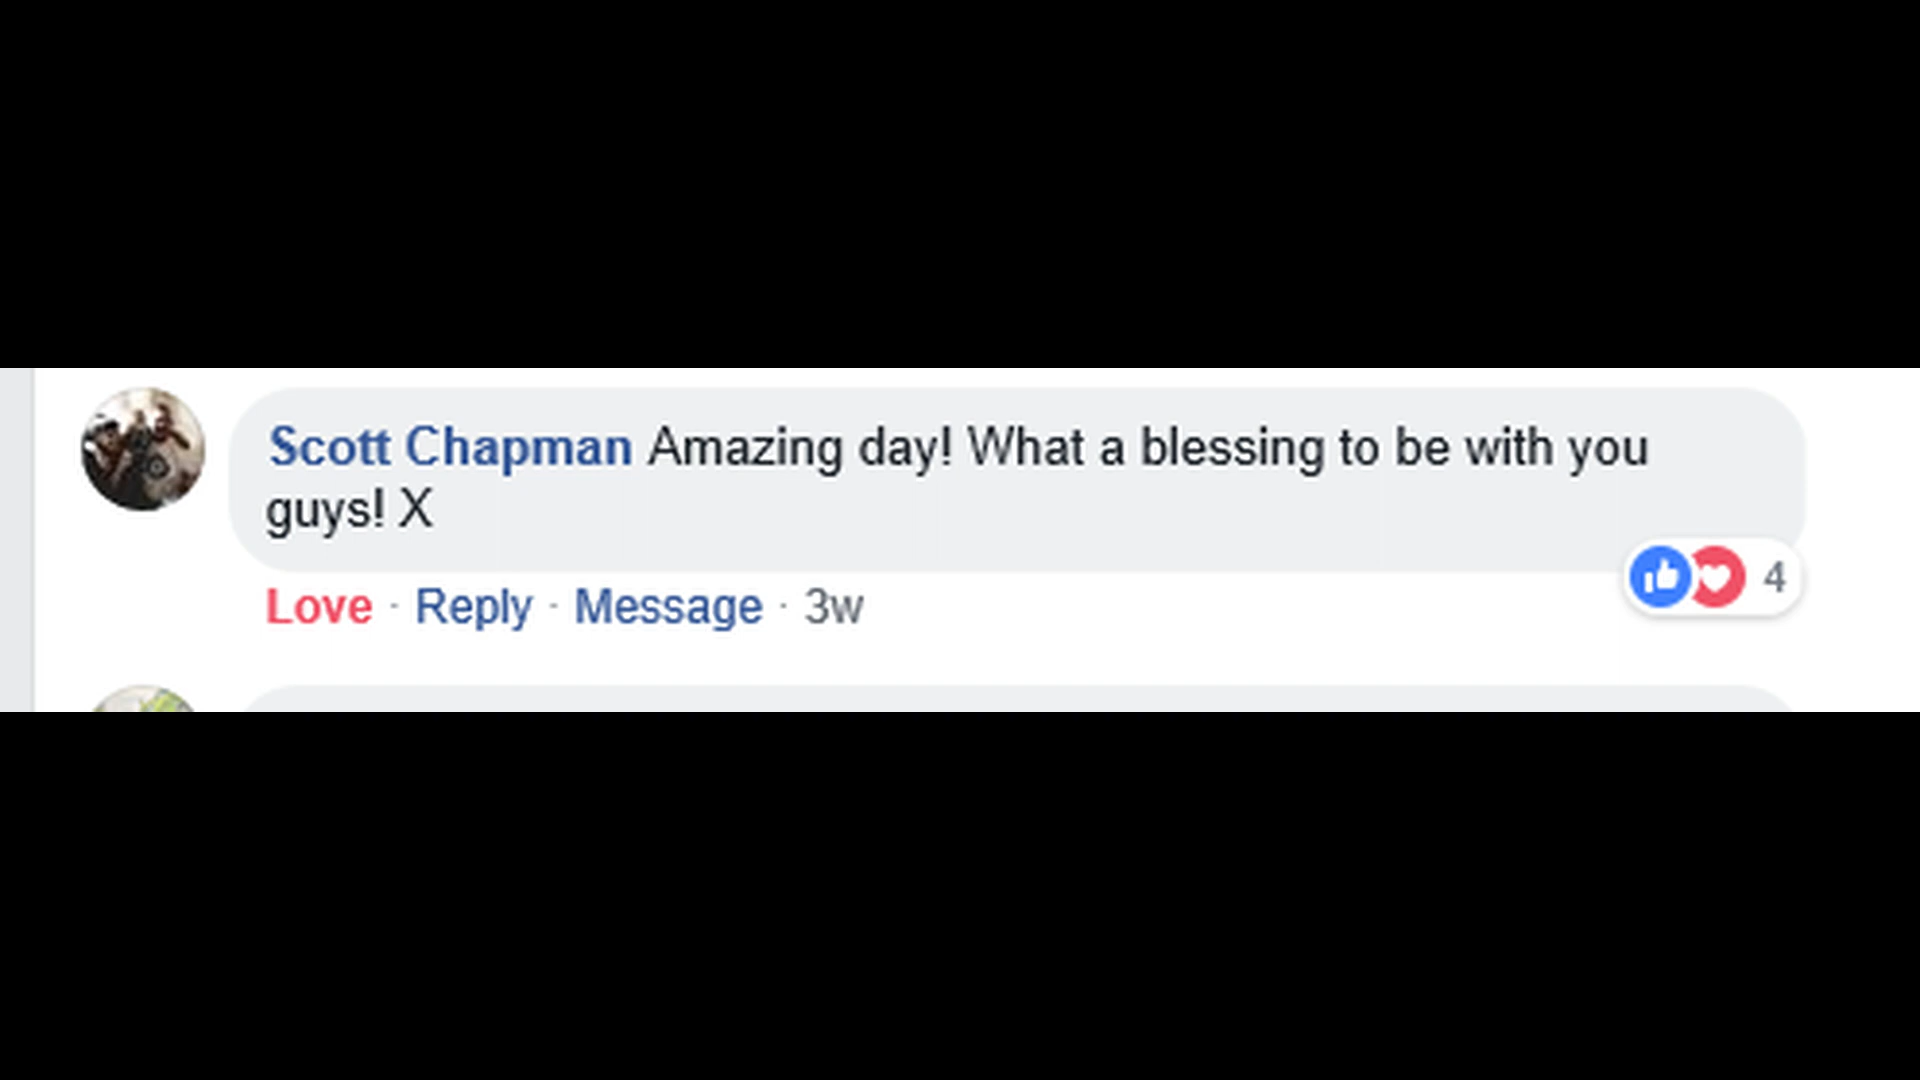 Scott Chapman Amazing day! What a blessing to be with you
guys! X
4
Love · Reply · Message · 3w